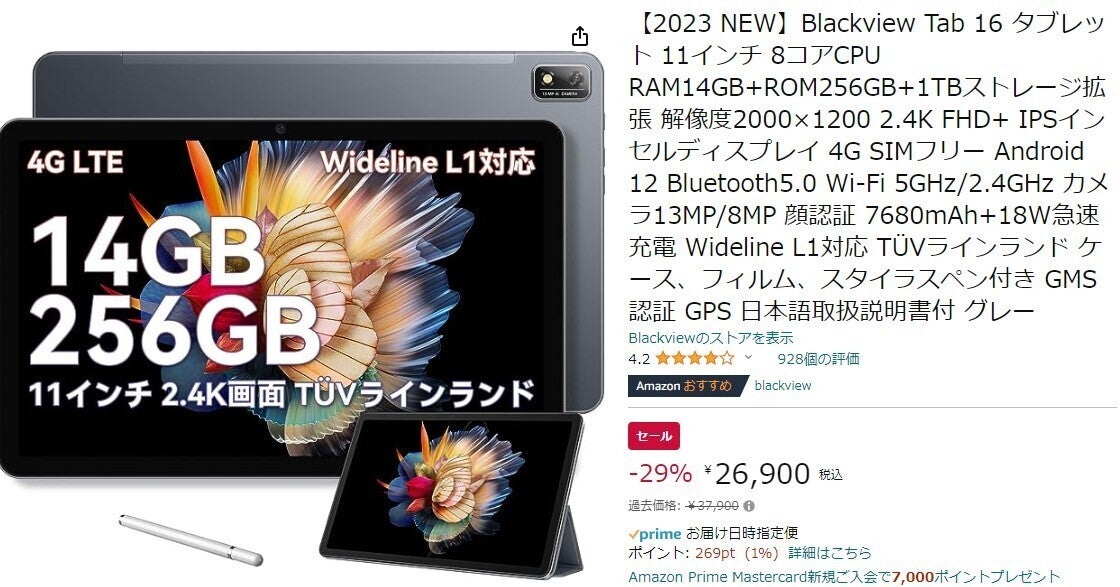 4G LTE
Wideline L1対応
14GB
256GB
11インチ 2.4K画面 TÜVラインランド
【2023 NEW】Blackview Tab 16 タブレッ
ト 11インチ 8コアCPU
RAM14GB+ROM256GB+1TBストレージ拡
張 解像度2000×1200 2.4K FHD+ IPSイン
セルディスプレイ 4G SIMフリー Android
12 Bluetooth5.0 Wi-Fi 5GHz/2.4GHz カメ
ラ13MP/8MP 顔認証 7680mAh+18W急速
充電 Wideline L1対応 TÜVラインランド ケ
ース、フィルム、スタイラスペン付き GMS
認証 GPS 日本語取扱説明書付 グレー
Blackviewのストアを表示
4.2 928個の評価
Amazon おすすめ blackview
セール
-29% ¥26,900 税込
過去価格: ¥37,900
prime お届け日時指定便
ポイント: 269pt (1%) 詳細はこちら
Amazon Prime Mastercard新規ご入会で7,000ポイントプレゼント